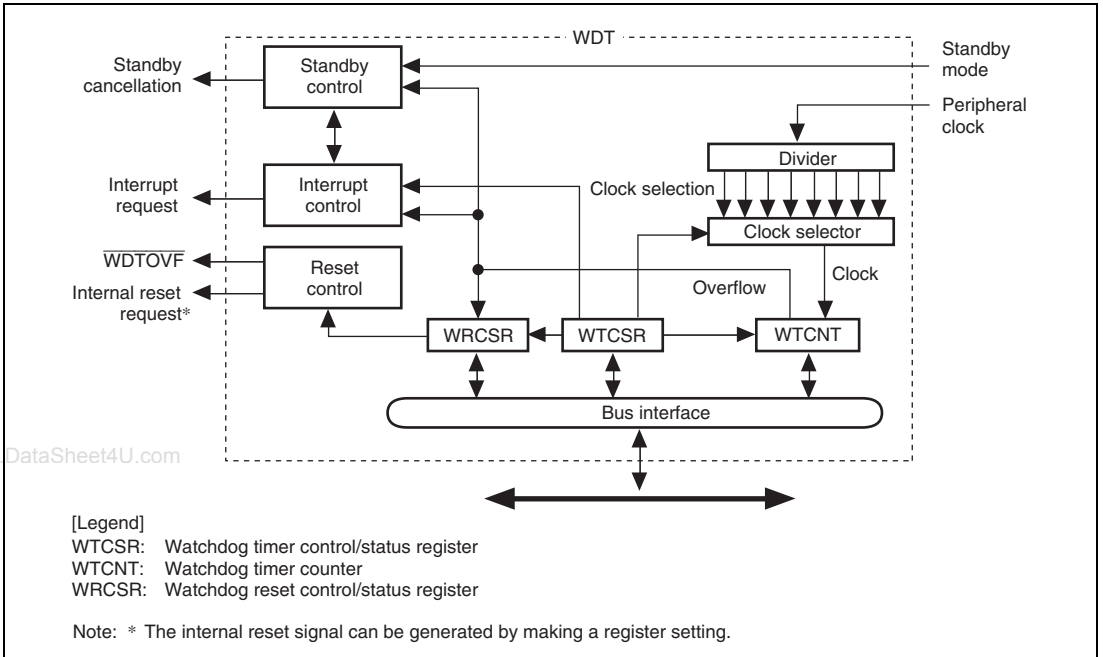 WDT
Standby
cancellation
Standby
control
Standby
mode
Peripheral
clock
Divider
Interrupt
request
Interrupt
control
Clock selection
Clock selector
WDTOVF
Internal reset
request*
Reset
control
Overflow
Clock
WRCSR
WTCSR
WTCNT
Bus interface
DataSheet4U.com
[Legend]
WTCSR: Watchdog timer control/status register
WTCNT: Watchdog timer counter
WRCSR: Watchdog reset control/status register
Note: * The internal reset signal can be generated by making a register setting.